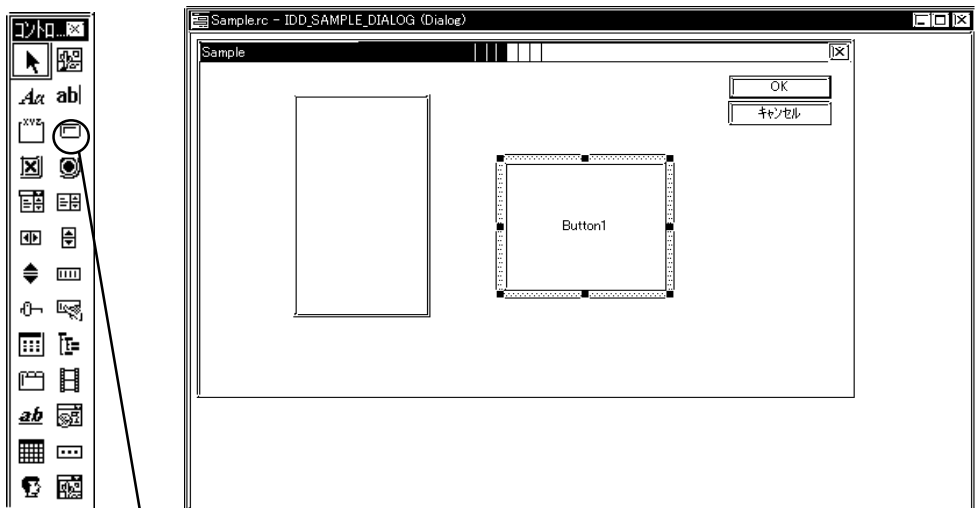 コントロ...
Aa ab|
XYZ
ab
Sample.rc - IDD_SAMPLE_DIALOG (Dialog)
Sample
OK
キャンセル
Button1